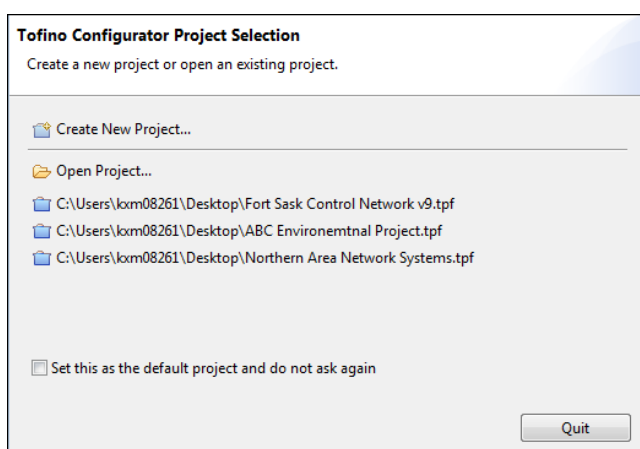 Tofino Configurator Project Selection
Create a new project or open an existing project.
Create New Project...
Open Project...
C:\Users\kxm08261\Desktop\Fort Sask Control Network v9.tpf
C:\Users\kxm08261\Desktop\ABC Environemtnal Project.tpf
C:\Users\kxm08261\Desktop\Northern Area Network Systems.tpf
Set this as the default project and do not ask again
Quit